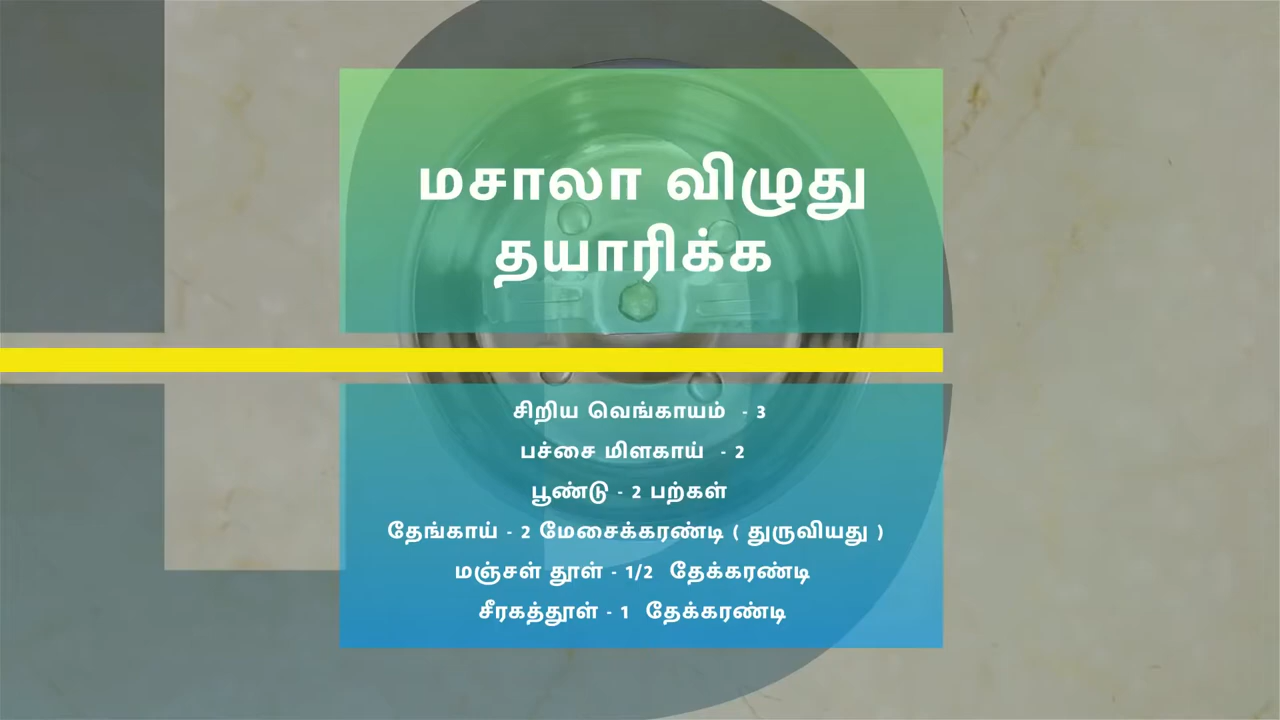 மசாலா விழுது
தயாரிக்க
சிறிய வெங்காயம் - 3
பச்சை மிளகாய் - 2
பூண்டு - 2 பற்கள்
தேங்காய் - 2 மேசைக்கரண்டி ( துருவியது )
மஞ்சள் தூள் - 1/2 தேக்கரண்டி
சீரகத்தூள் - 1 தேக்கரண்டி